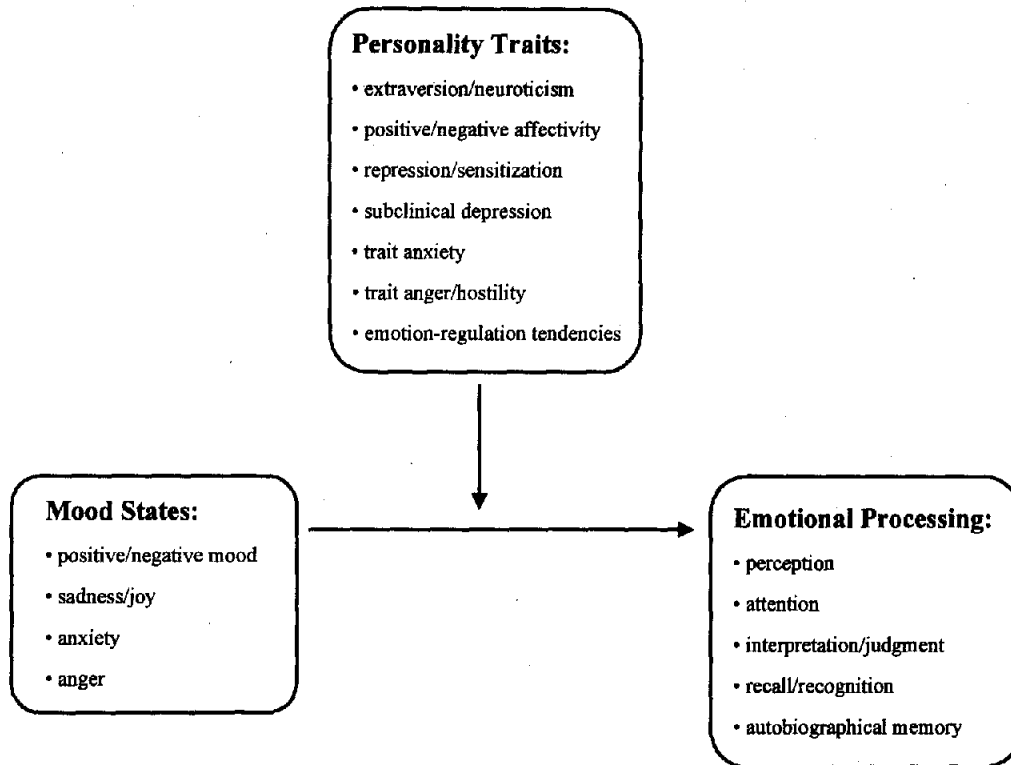 Personality Traits:
• extraversion/neuroticism
• positive/negative affectivity
• repression/sensitization
• subclinical depression
• trait anxiety
• trait anger/hostility
• emotion-regulation tendencies
Mood States:
• positive/negative mood
• sadness/joy
• anxiety
• anger
Emotional Processing:
• perception
• attention
• interpretation/judgment
• recall/recognition
• autobiographical memory